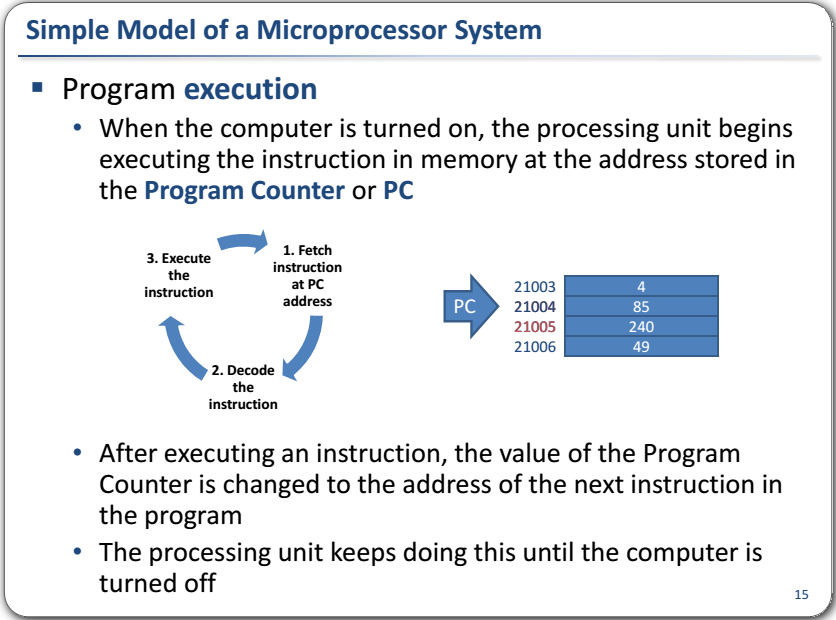 Simple Model of a Microprocessor System
Program execution
When the computer is turned on, the processing unit begins
executing the instruction in memory at the address stored in
the Program Counter or PC
1. Fetch
instruction
at PC
address
2. Decode
the
instruction
3. Execute
the
instruction
PC
21003 4
21004 85
21005 240
21006 49
After executing an instruction, the value of the Program
Counter is changed to the address of the next instruction in
the program
The processing unit keeps doing this until the computer is
turned off
15